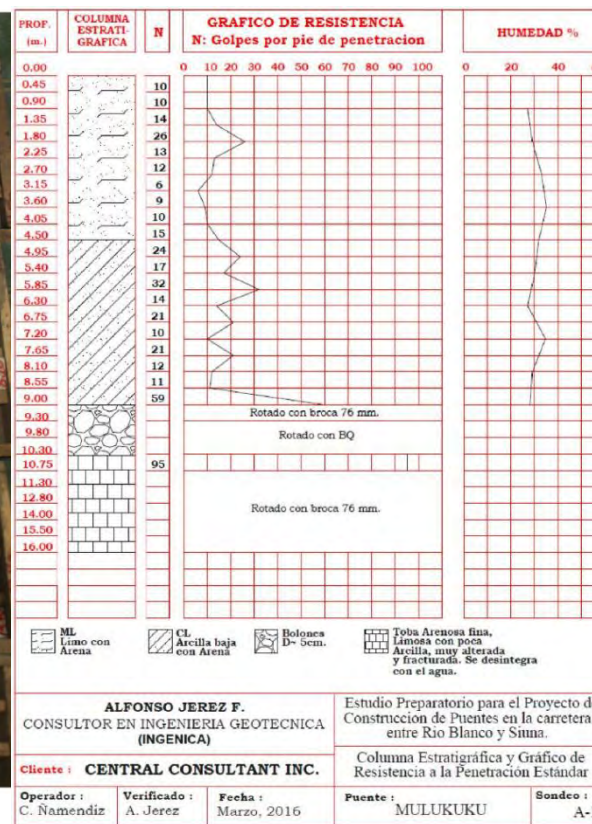 PROF. (m.)
COLUMNA ESTRATI- GRAFICA
N
GRAFICO DE RESISTENCIA
N: Golpes por pie de penetracion
HUMEDAD %
0 10 20 30 40 50 60 70 80 90 100
0 20 40
0.00
0.45 10
0.90 10
1.35 14
1.80 26
2.25 13
2.70 12
3.15 6
3.60 9
4.05 10
4.50 15
4.95 24
5.40 17
5.85 32
6.30 14
6.75 21
7.20 10
7.65 21
8.10 12
8.55 11
9.00 59
9.30 Rotado con broca 76 mm.
9.80 Rotado con BQ
10.30
10.75 95
11.30
12.80
14.00 Rotado con broca 76 mm.
15.50
16.00
ML
Limo con
Arena
CL
Arcilla baja
con Arena
Bolones
D~ 5cm.
Toba Arenosa fina,
Limosa con poca
Arcilla, muy alterada
y fracturada. Se desintegra
con el agua.
ALFONSO JEREZ F.
CONSULTOR EN INGENIERIA GEOTECNICA
(INGENICA)
Estudio Preparatorio para el Proyecto d
Construccion de Puentes en la carretera
entre Rio Blanco y Siuna.
Cliente : CENTRAL CONSULTANT INC.
Columna Estratigráfica y Gráfico de
Resistencia a la Penetración Estándar
Operador :
C. Ñamendiz
Verificado :
A. Jerez
Fecha :
Marzo, 2016
Puente :
MULUKUKU
Sondeo :